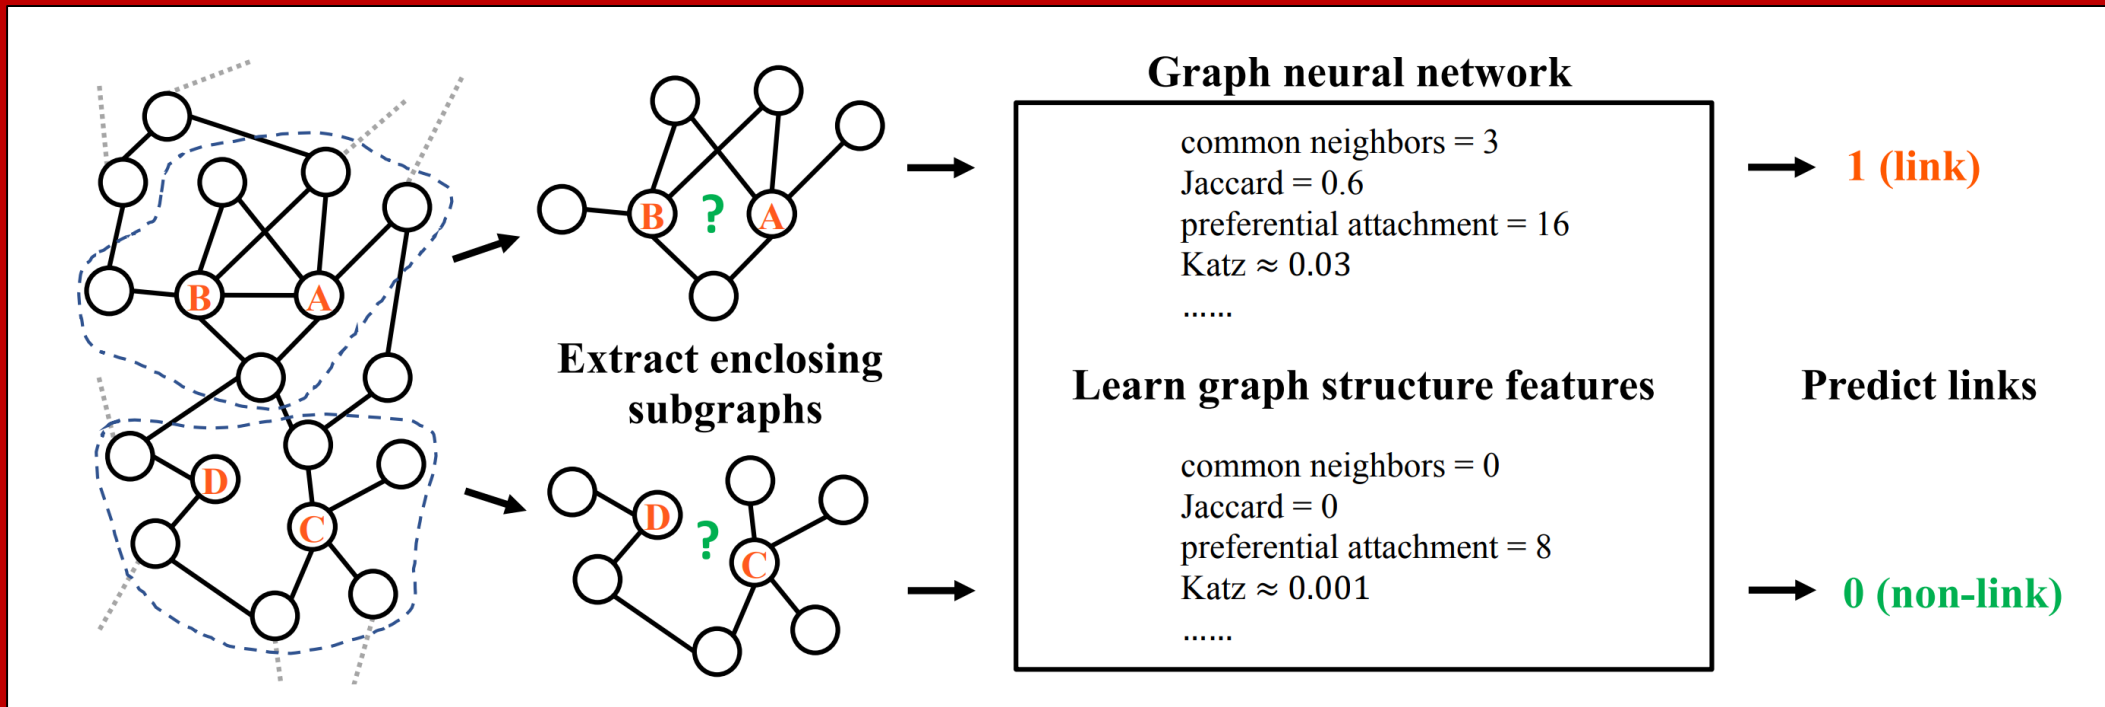 B
A
D
C
B
?
A
Extract enclosing
subgraphs
D
?
C
Graph neural network
common neighbors = 3
Jaccard = 0.6
preferential attachment = 16
Katz ≈ 0.03
......
Learn graph structure features
common neighbors = 0
Jaccard = 0
preferential attachment = 8
Katz ≈ 0.001
......
1 (link)
Predict links
0 (non-link)